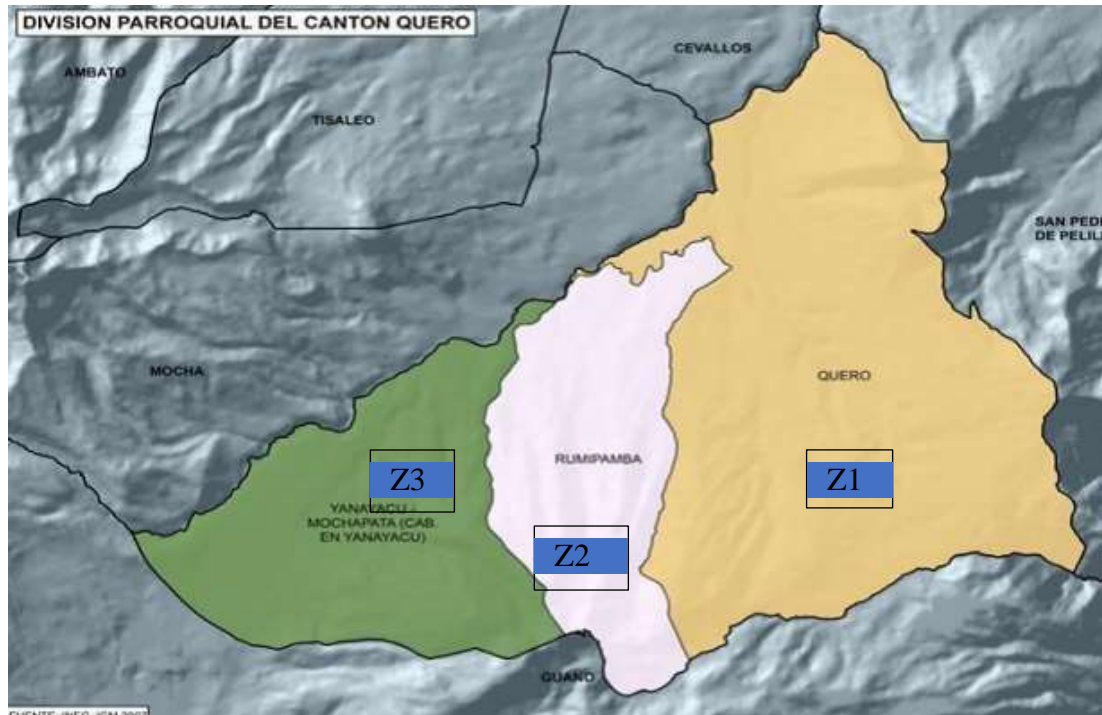 DIVISION PARROQUIAL DEL CANTON QUERO
CEVALLOS
AMBATO
TISALEO
SAN PED
DE PELIL
MOCHA
QUERO
RUMIPAMBA
Z3
Z1
YANAYACU -
MOCHAPATA (CAB.
EN YANAYACU)
Z2
GUANO